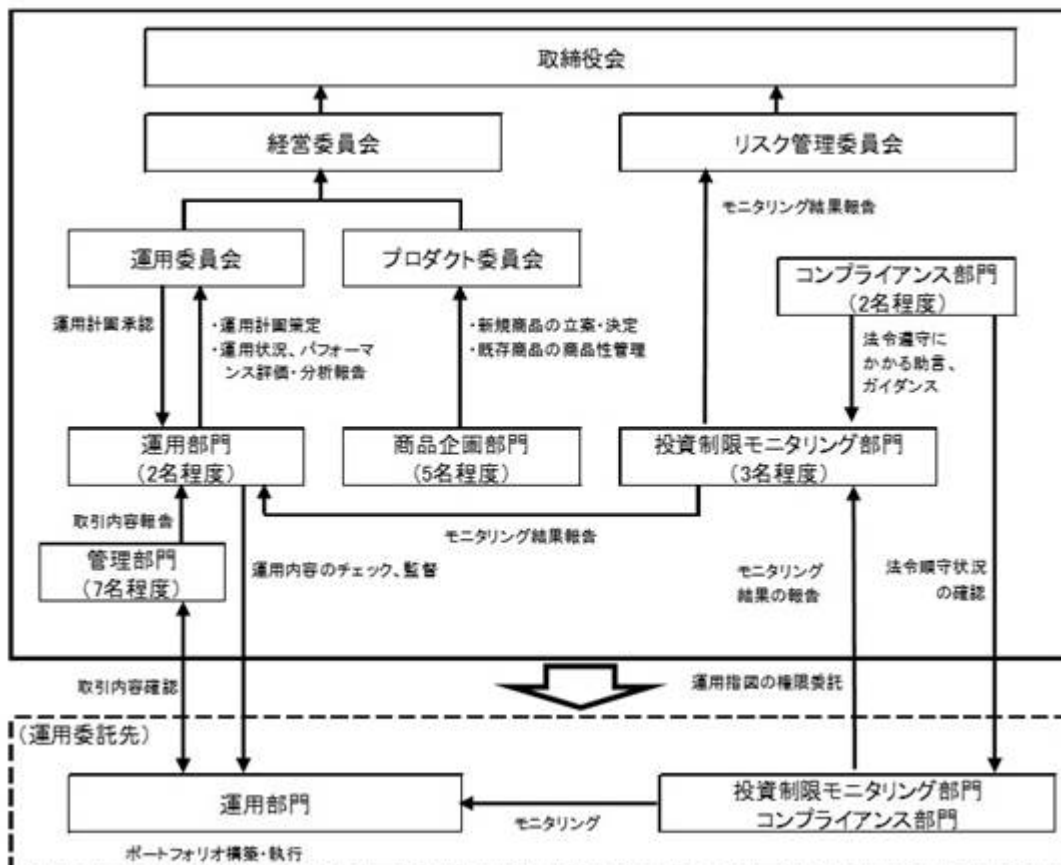 取締役会
経営委員会
リスク管理委員会
モニタリング結果報告
運用委員会
プロダクト委員会
コンプライアンス部門
(2名程度)
運用計画承認
・運用計画策定
・運用状況、パフォーマ
ンス評価・分析報告
・新規商品の立案・決定
・既存商品の商品性管理
法令遵守に
かかる助言、
ガイダンス
運用部門
(2名程度)
商品企画部門
(5名程度)
投資制限モニタリング部門
(3名程度)
取引内容報告
モニタリング結果報告
管理部門
(7名程度)
運用内容のチェック、監督
モニタリング
結果の報告
法令順守状況
の確認
取引内容確認
運用指図の権限委託
(運用委託先)
運用部門
モニタリング
投資制限モニタリング部門
コンプライアンス部門
ポートフォリオ構築・執行